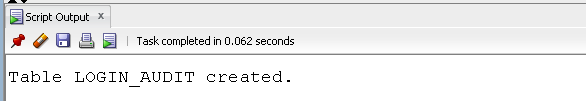 Script Output x
Task completed in 0.062 seconds
Table LOGIN_AUDIT created.